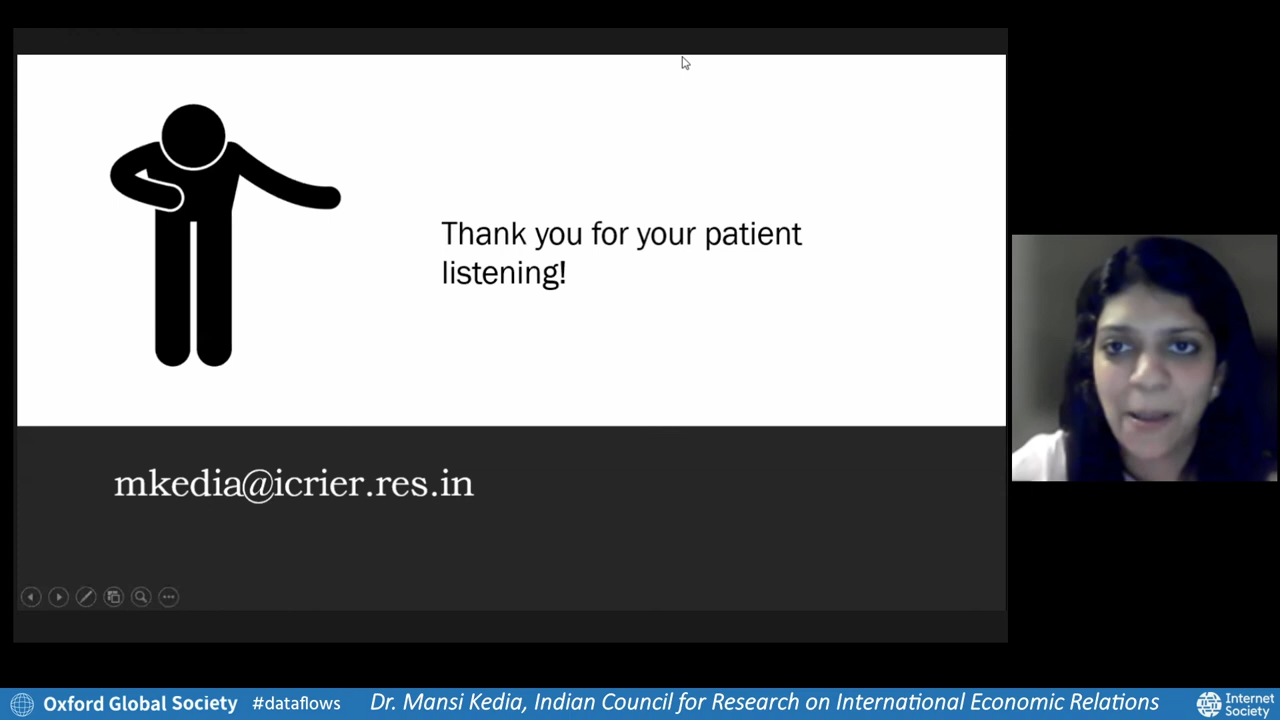 Thank you for your patient
listening!
mkedia@icrier.res.in
Oxford Global Society #dataflows Dr. Mansi Kedia, Indian Council for Research on International Economic Relations Internet
Society